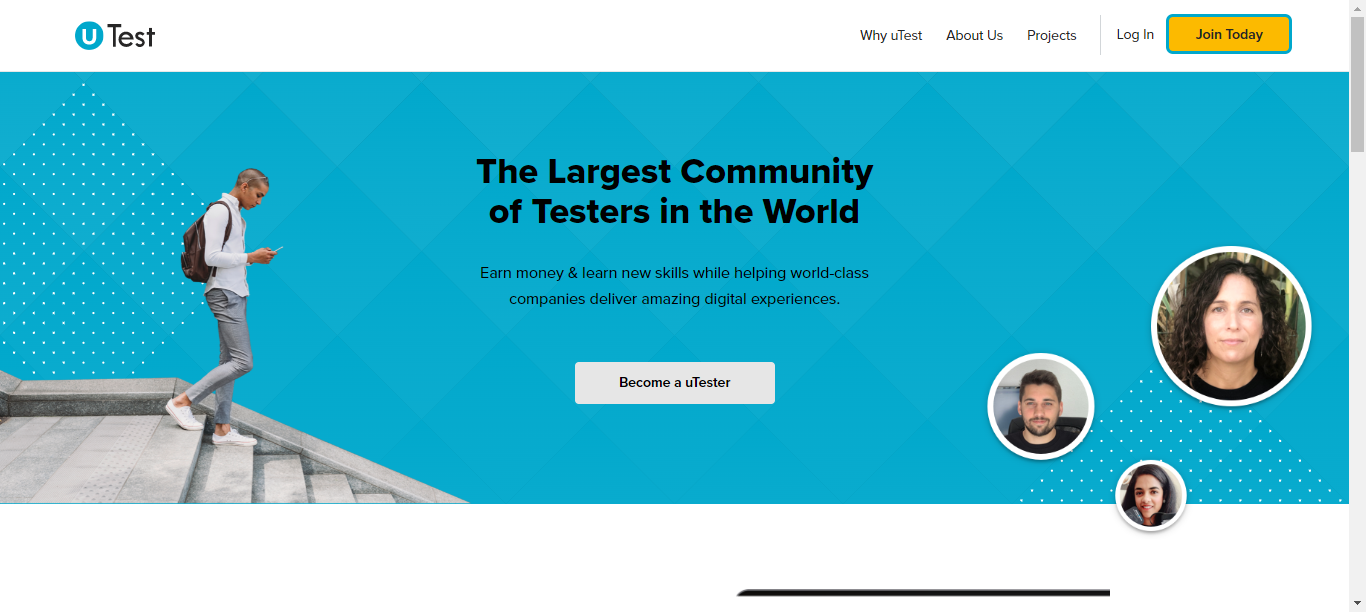 uTest
Why uTest
About Us
Projects
Log In
Join Today
The Largest Community
of Testers in the World
Earn money & learn new skills while helping world-class
companies deliver amazing digital experiences.
Become a uTester